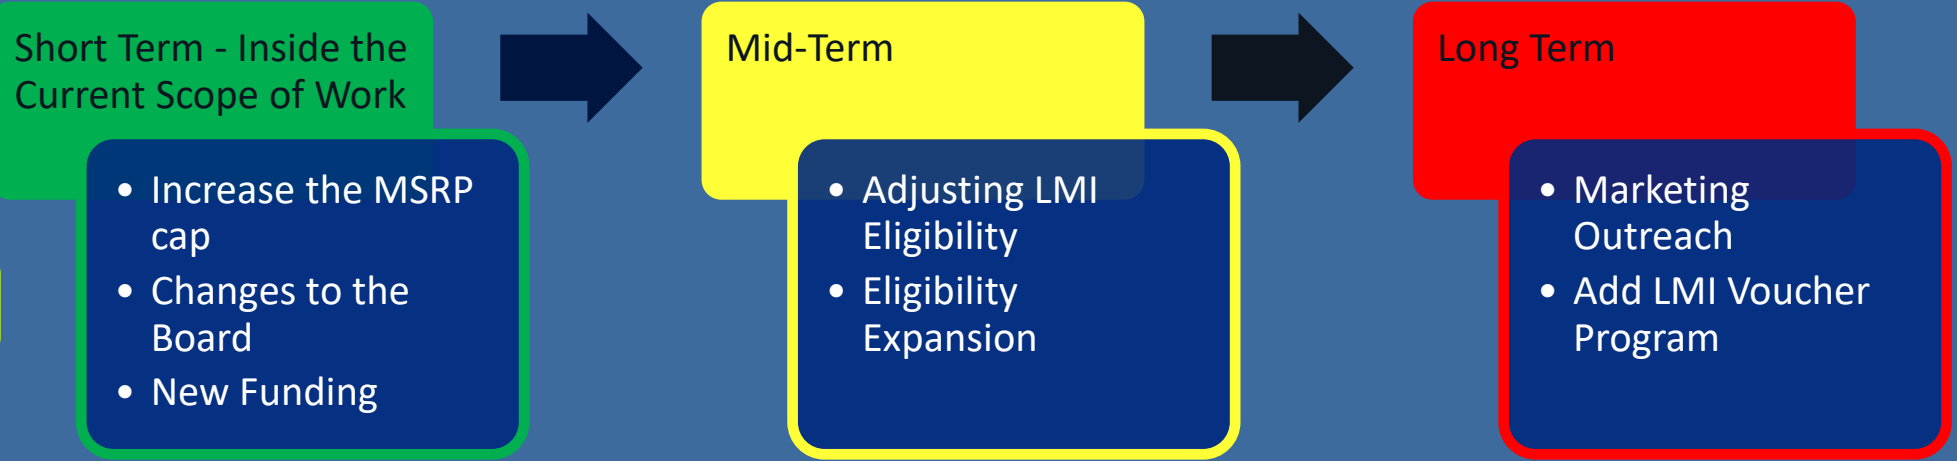 Short Term - Inside the
Current Scope of Work
• Increase the MSRP
cap
• Changes to the
Board
• New Funding
Mid-Term
• Adjusting LMI
Eligibility
• Eligibility
Expansion
Long Term
• Marketing
Outreach
• Add LMI Voucher
Program